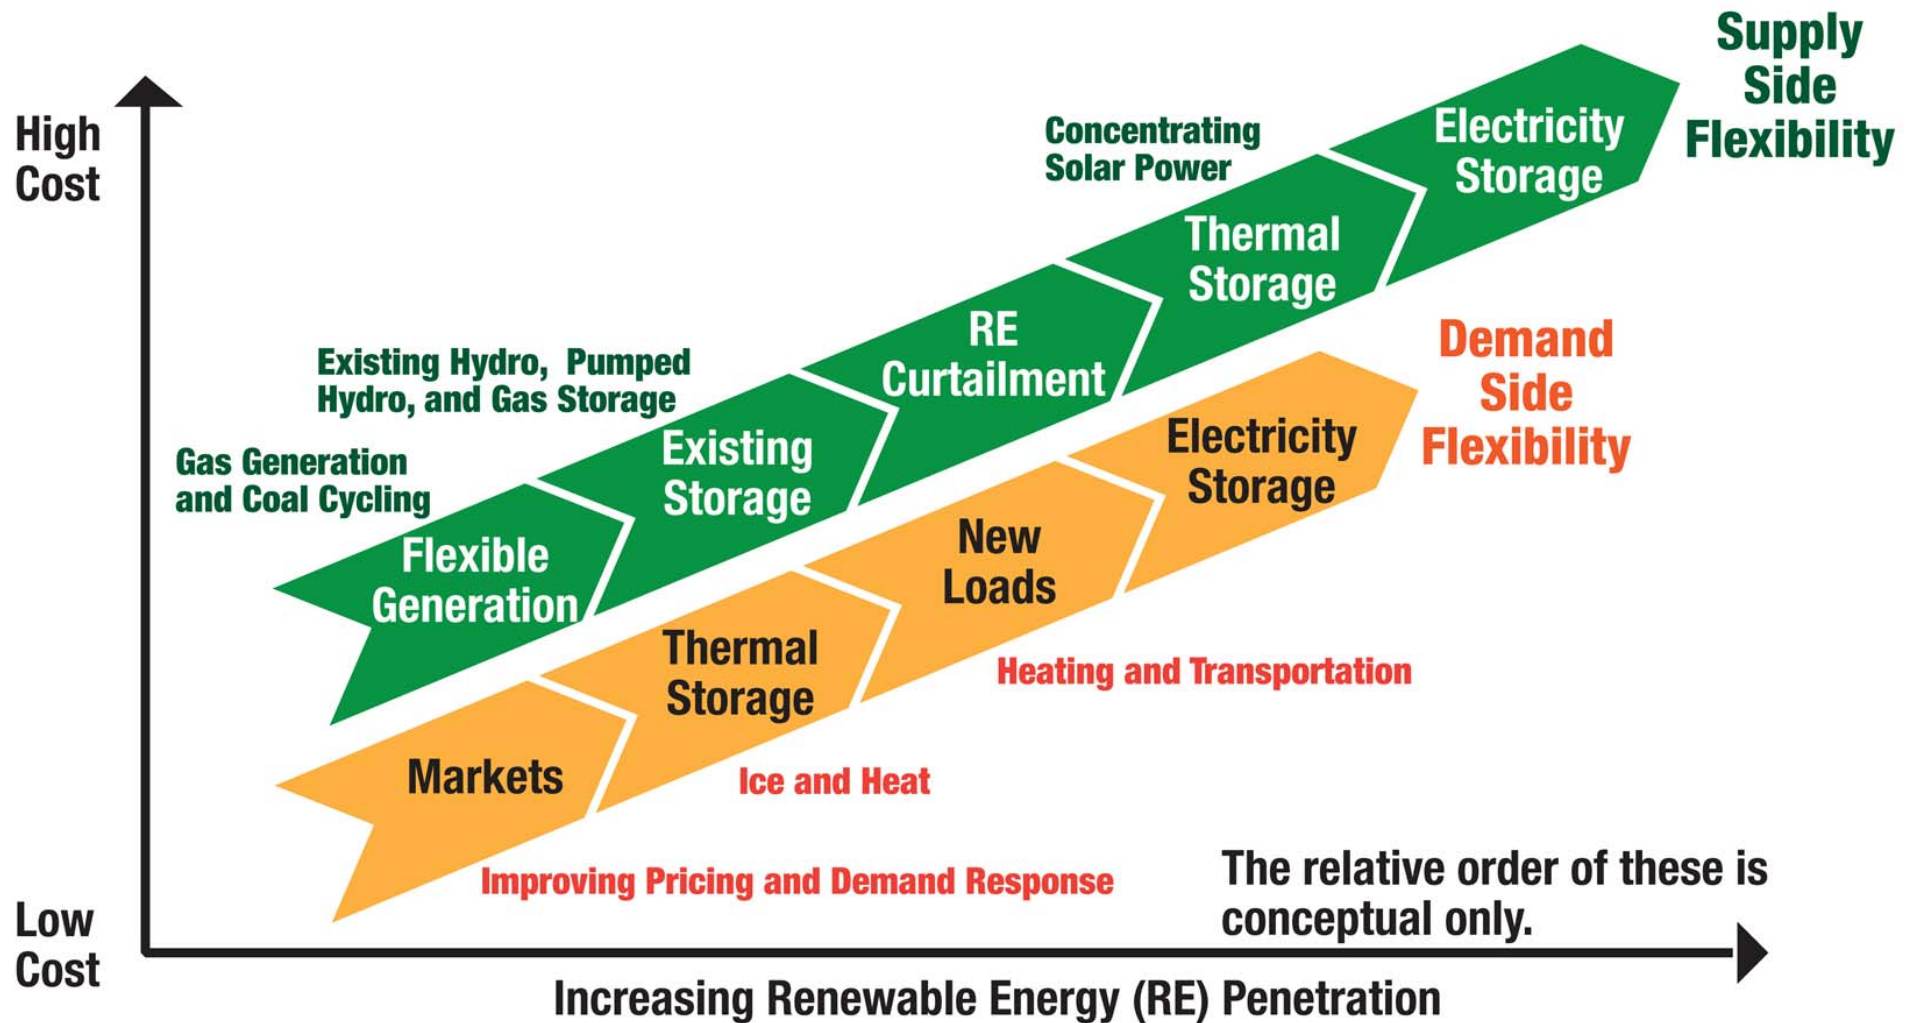 Supply
Side
Flexibility
High
Cost
Concentrating
Solar Power
Electricity
Storage
Thermal
Storage
RE
Curtailment
Existing Hydro, Pumped
Hydro, and Gas Storage
Existing
Storage
Gas Generation
and Coal Cycling
Flexible
Generation
Demand
Side
Flexibility
Electricity
Storage
New
Loads
Heating and Transportation
Thermal
Storage
Ice and Heat
Markets
Improving Pricing and Demand Response
The relative order of these is
conceptual only.
Low
Cost
Increasing Renewable Energy (RE) Penetration